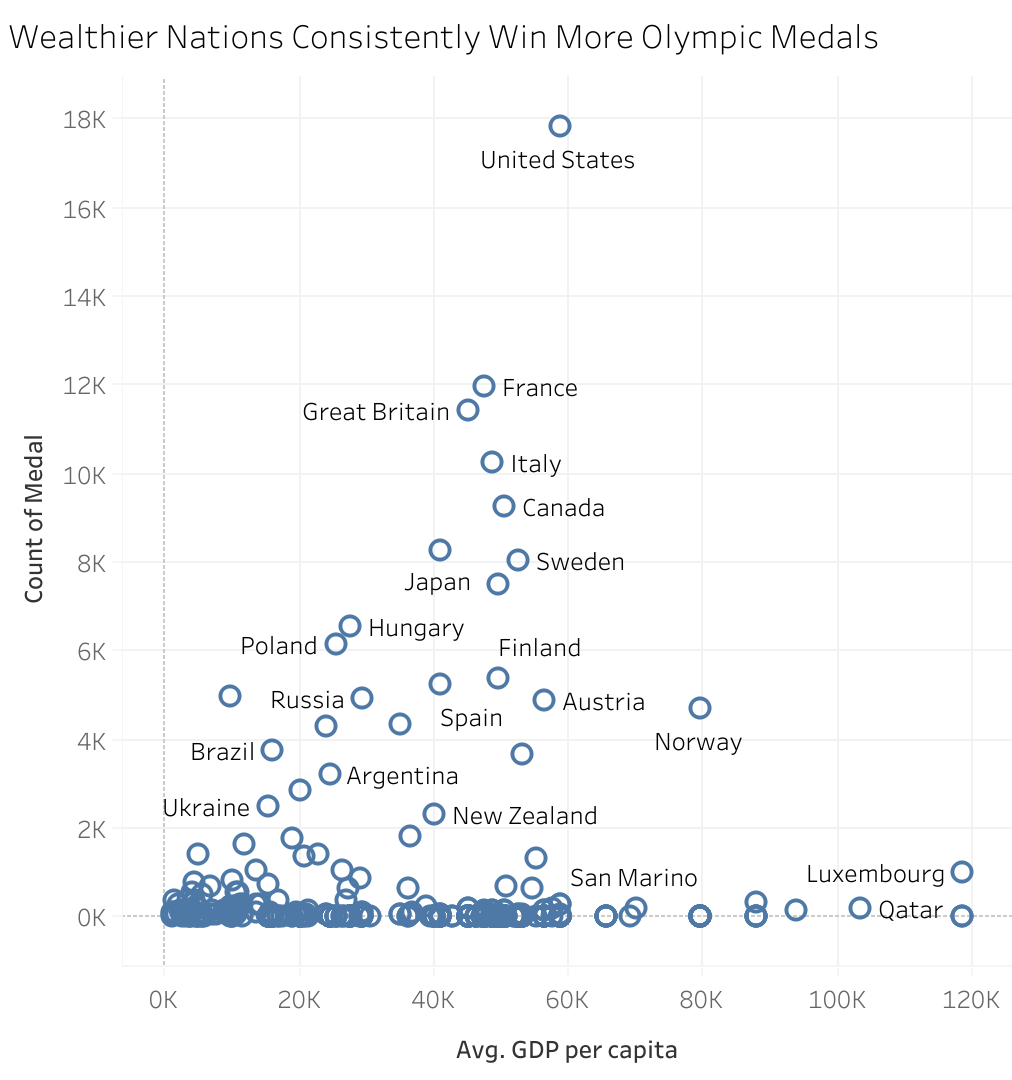 Wealthier Nations Consistently Win More Olympic Medals
18K
United States
16K
14K
12K
France
Great Britain
10K
Italy
Canada
8K
Sweden
Japan
Hungary
6K
Poland
Finland
Russia
Austria
Spain
4K
Brazil
Norway
Argentina
Ukraine
New Zealand
2K
San Marino
Luxembourg
0K
Qatar
Count of Medal
0K 20K 40K 60K 80K 100K 120K
Avg. GDP per capita